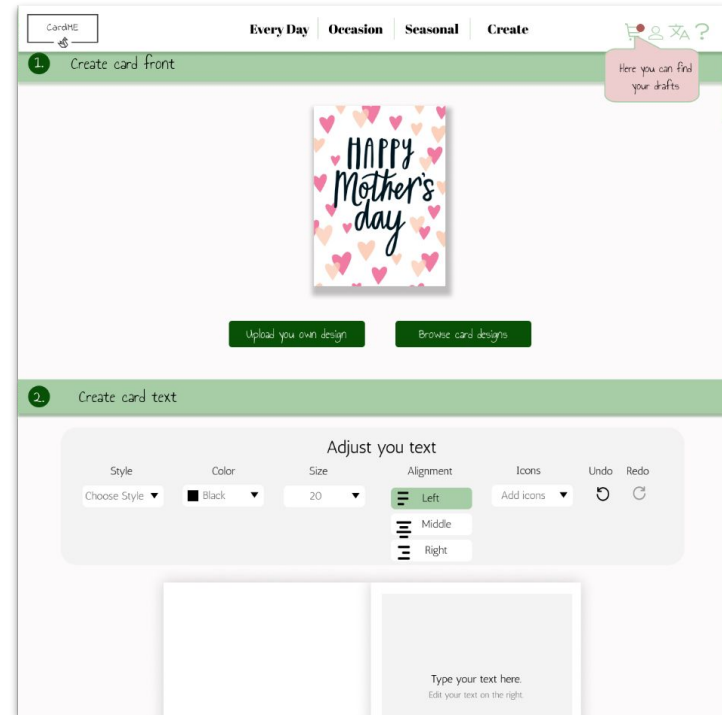 CardME
Every Day Occasion Seasonal Create
Here you can find
your drafts
1. Create card front
HAPPY
Mother's
day
Upload you own design Browse card designs
2. Create card text
Adjust you text
Style Color Size Alignment Icons Undo Redo
Choose Style Black 20 Left Add icons
Middle
Right
Type your text here.
Edit your text on the right.